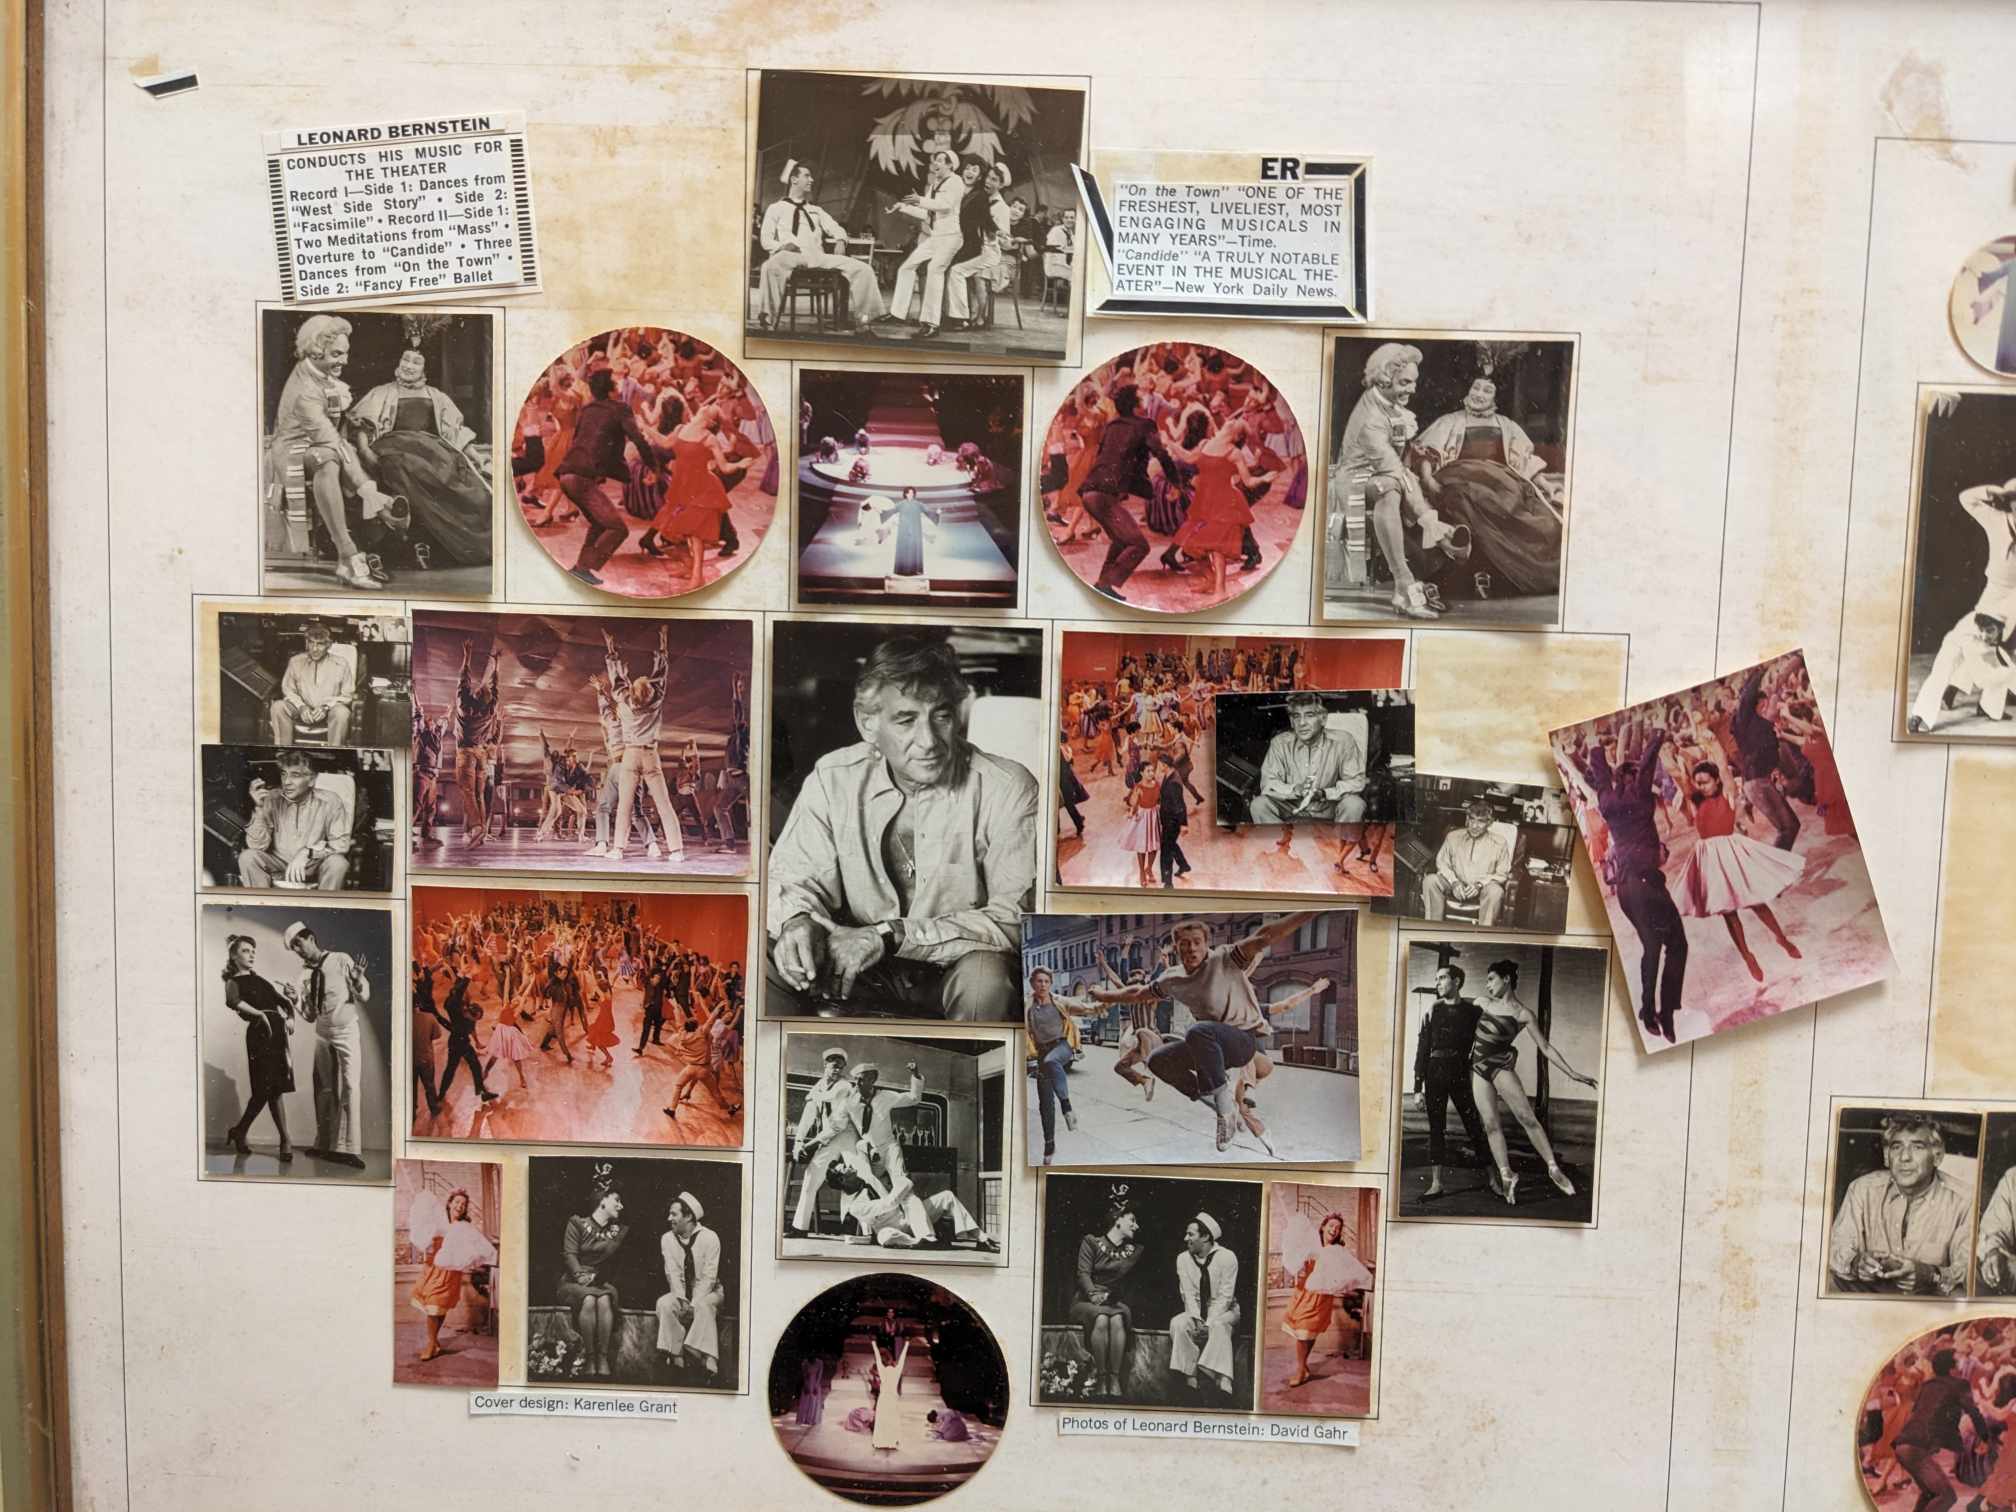 LEONARD BERNSTEIN
CONDUCTS HIS MUSIC FOR
THE THEATER
Record I—Side 1: Dances from
"West Side Story" • Side 2:
"Facsimile" • Record II—Side 1:
Two Meditations from "Mass" •
Overture to "Candide" • Three
Dances from "On the Town" •
Side 2: "Fancy Free" Ballet
ER
"On the Town" "ONE OF THE
FRESHEST, LIVELIEST, MOST
ENGAGING MUSICALS IN
MANY YEARS"—Time.
"Candide" "A TRULY NOTABLE
EVENT IN THE MUSICAL THE-
ATER"—New York Daily News.
Cover design: Karenlee Grant
Photos of Leonard Bernstein: David Gahr